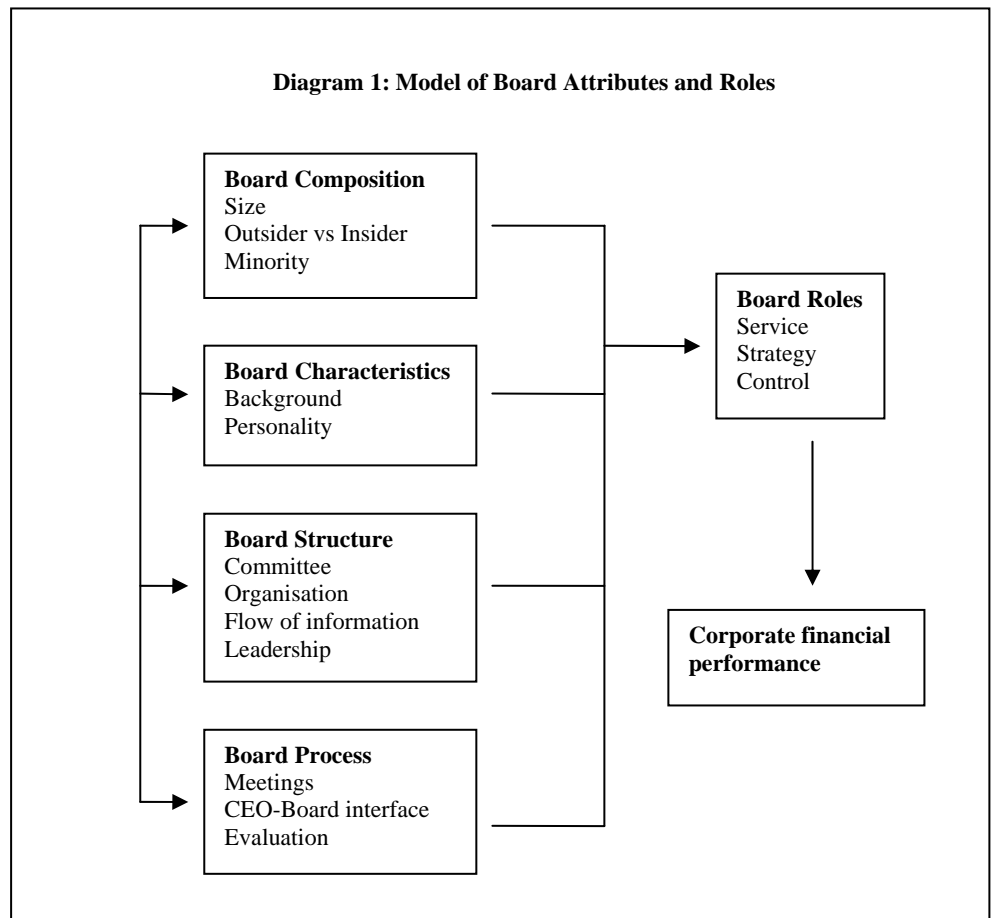 Diagram 1: Model of Board Attributes and Roles
Board Composition
Size
Outsider vs Insider
Minority
Board Characteristics
Background
Personality
Board Structure
Committee
Organisation
Flow of information
Leadership
Board Process
Meetings
CEO-Board interface
Evaluation
Board Roles
Service
Strategy
Control
Corporate financial
performance